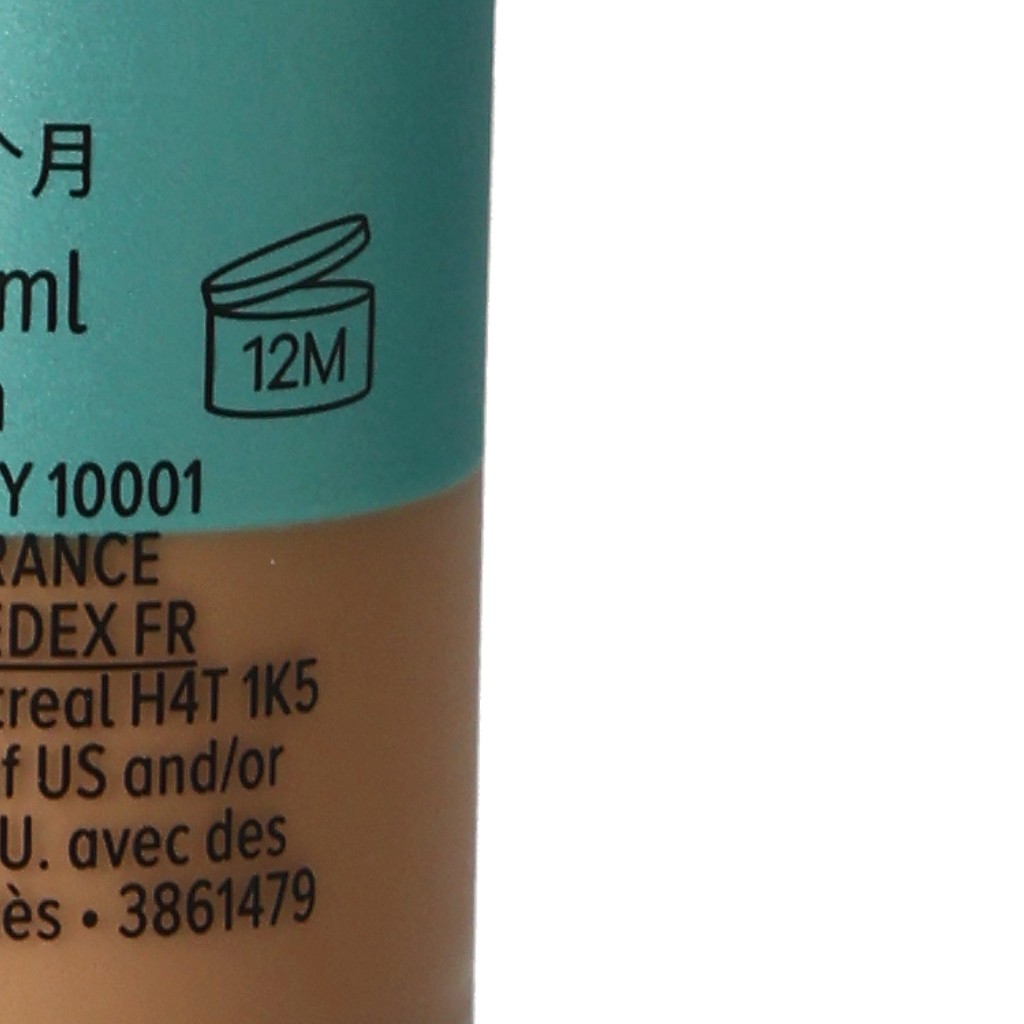 个月
ml
12M
Y 10001
RANCE
EDEX FR
treal H4T 1K5
f US and/or
U. avec des
ès • 3861479